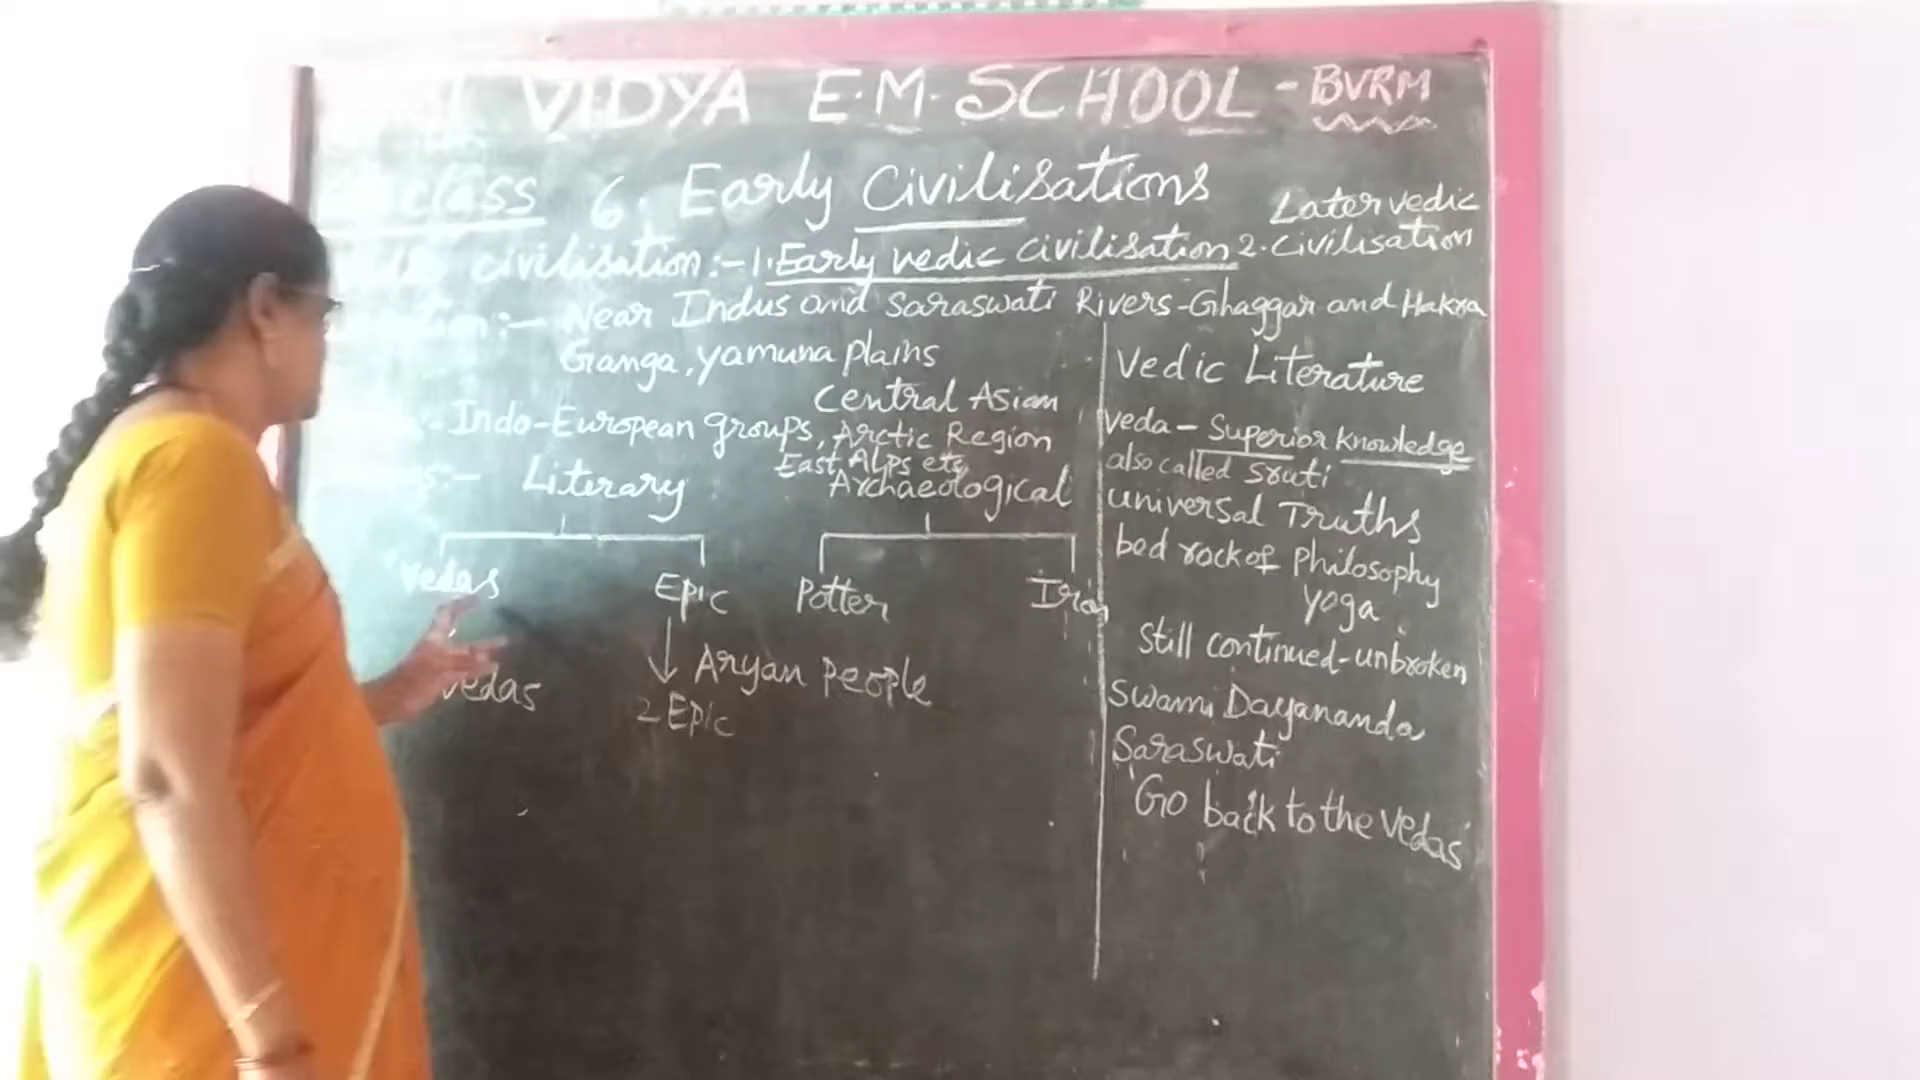 VIDYA E.M. SCHOOL - BVRM
class 6. Early Civilisations
civilisation:- 1. Early vedic civilisation 2. Later vedic Civilisation
:- Near Indus and Saraswati Rivers-Ghaggar and Hakra
Ganga, yamuna plains
Central Asian
- Indo-European groups, Arctic Region
East, Alps etc
:- Literary
Archaeological
vedas
Epic
Potter
Iron
vedas
Aryan people
2 Epic
Vedic Literature
veda - Superior knowledge
also called Sruti
universal Truths
bed rock of Philosophy
yoga
still continued-unbroken
Swami Dayananda
Saraswati
Go back to the vedas